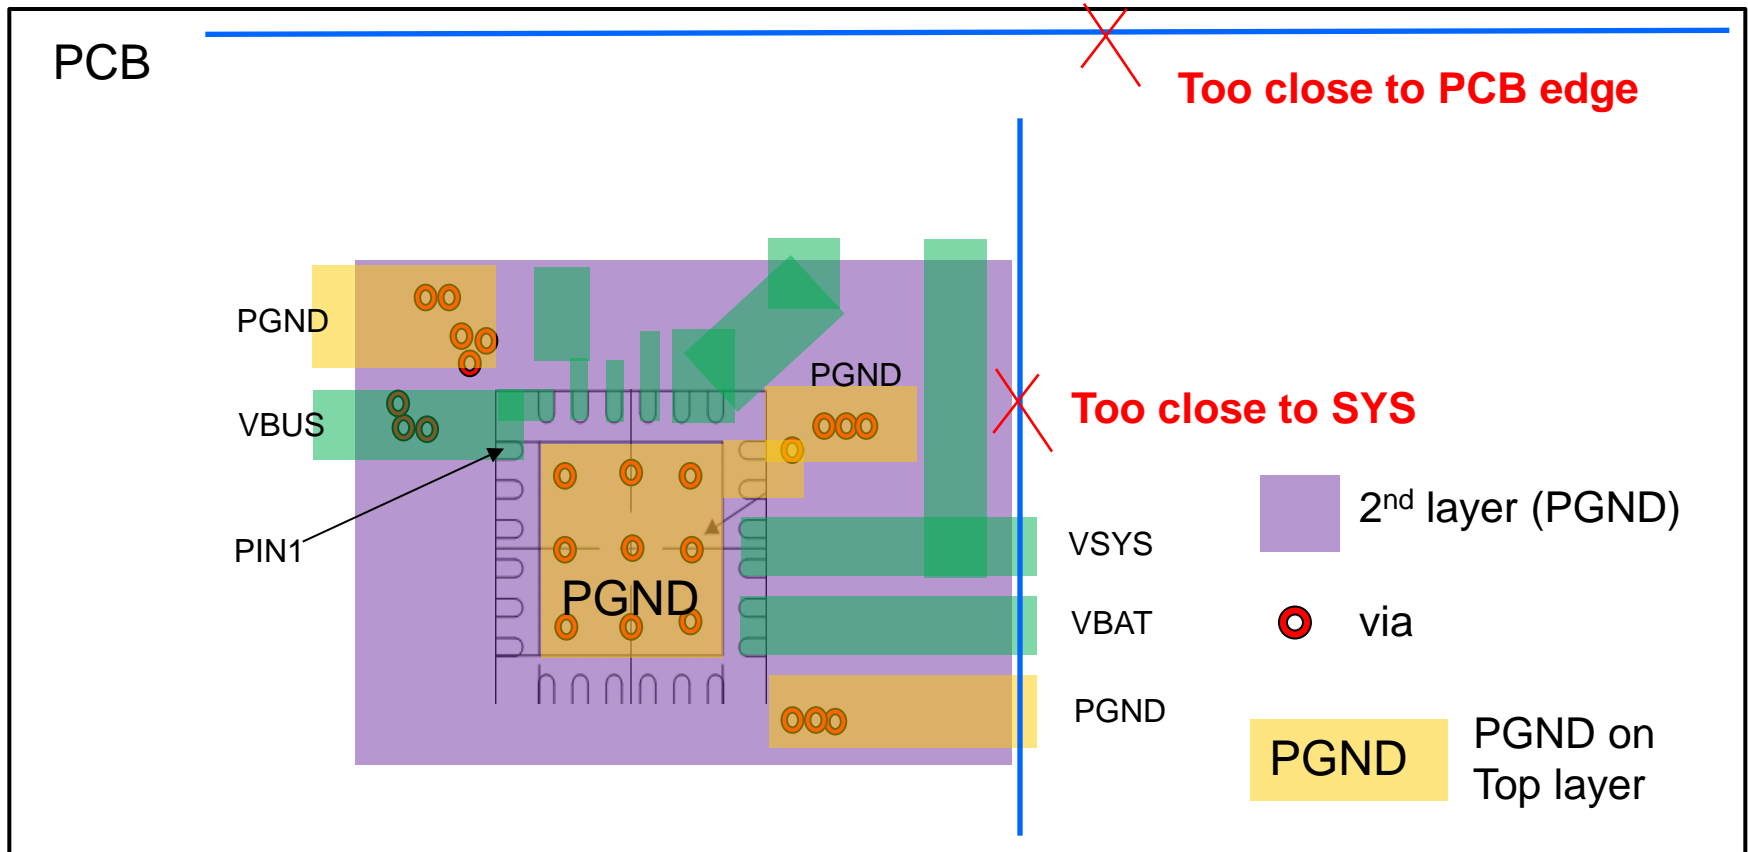 PCB
Too close to PCB edge
PGND
PGND
VBUS
Too close to SYS
2nd layer (PGND)
VSYS
PIN1
PGND
VBAT
via
PGND
PGND
PGND on
Top layer